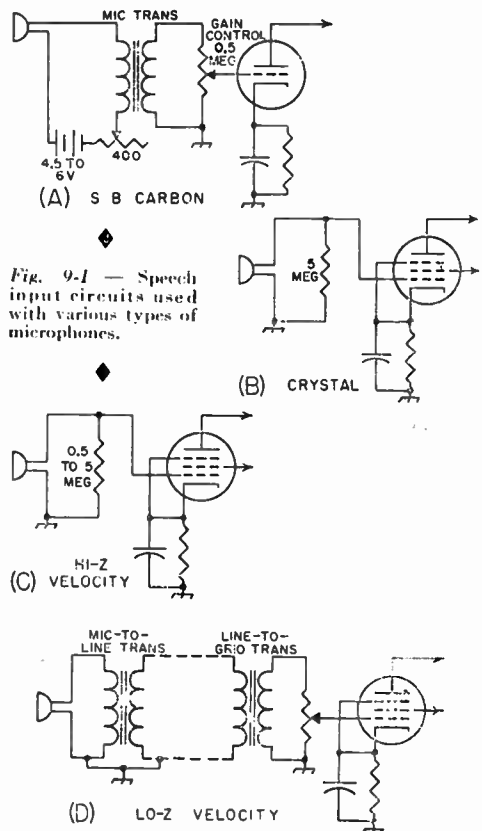 MIC TRANS
GAIN
CONTROL
0.5
MEG
400
4.5 TO
6V
(A) S B CARBON
Fig. 9-1 — Speech
input circuits used
with various types of
microphones.
5
MEG
(B) CRYSTAL
0.5
TO 5
MEG
HI-Z
(C) VELOCITY
MIC-TO-
LINE TRANS
LINE-TO-
GRID TRANS
(D) LO-Z VELOCITY